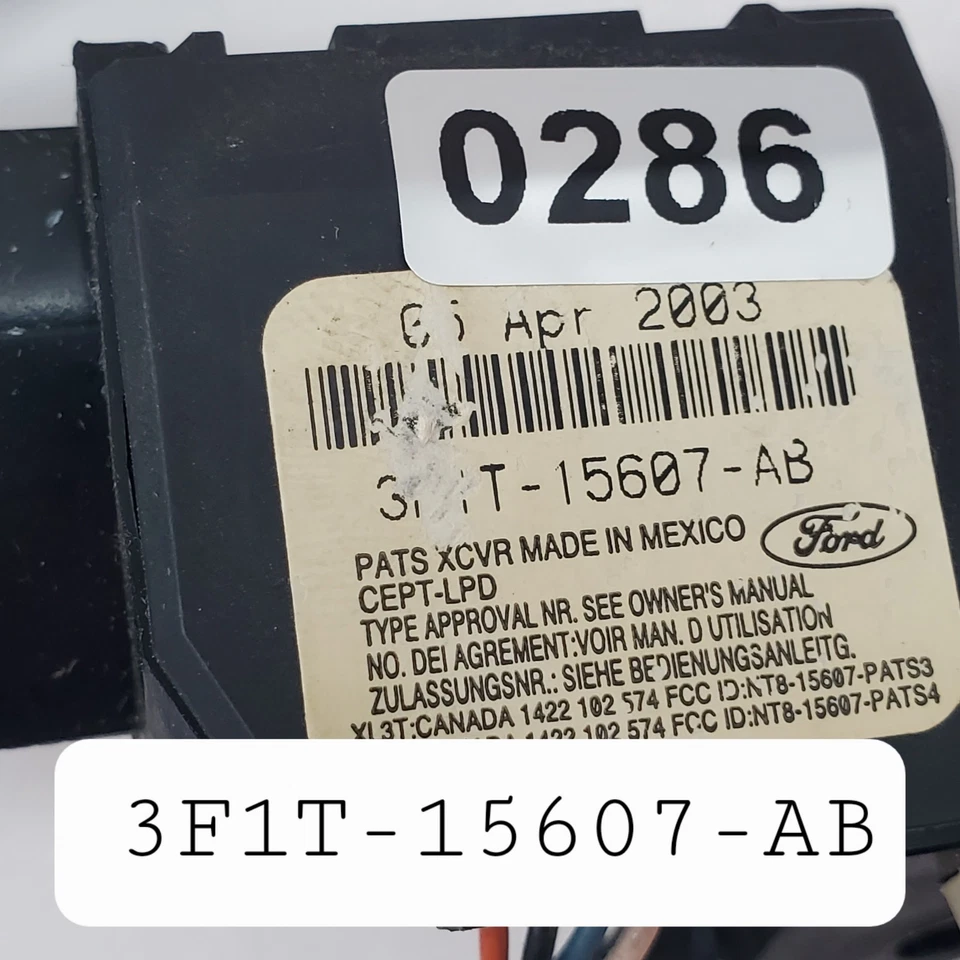 0286
Apr 2003
3F1T-15607-AB
PATS XCVR MADE IN MEXICO
Ford
CEPT-LPD
TYPE APPROVAL NR. SEE OWNER'S MANUAL
NO. DEI AGREMENT:VOIR MAN. D UTILISATION
ZULASSUNGSNR.: SIEHE BEDIENUNGSANLEITG.
XL3T:CANADA 1422 102 574 FCC ID:NT8-15607-PATS3
1422 102 574 FCC ID:NT8-15607-PATS4
3F1T-15607-AB